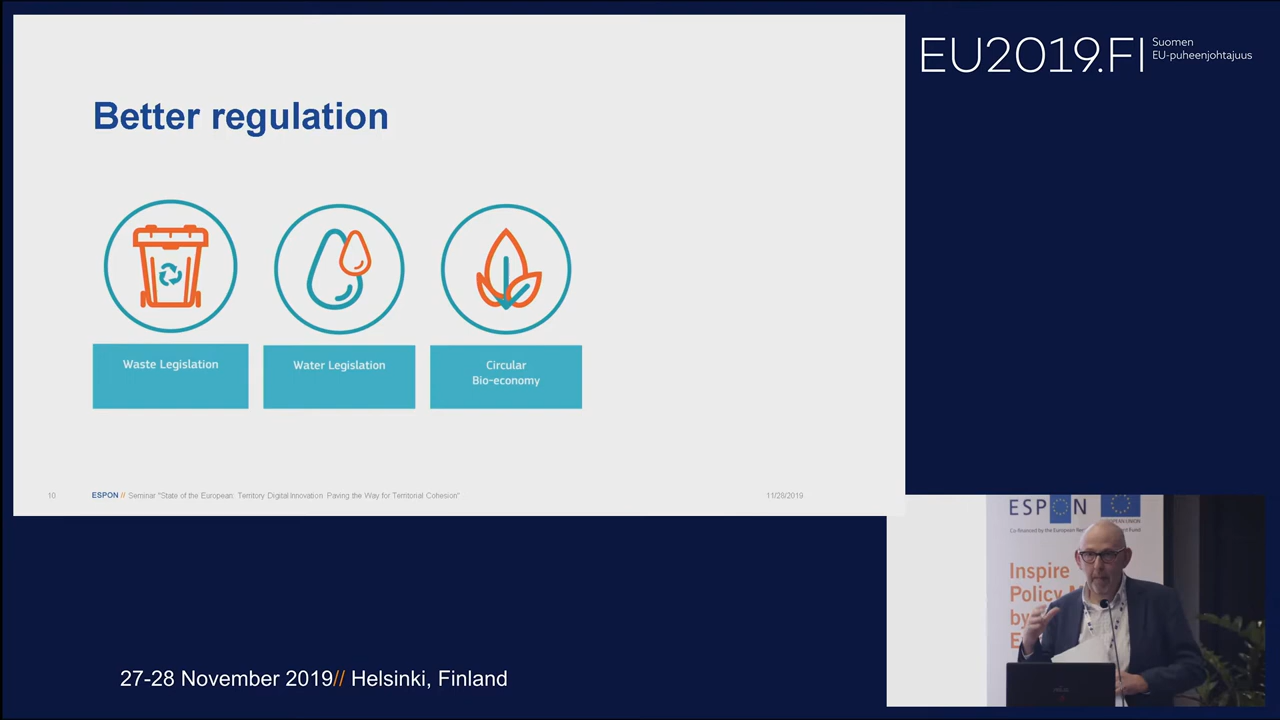 EU2019.FI
Suomen
EU-puheenjohtajuus
Better regulation
Waste Legislation
Water Legislation
Circular
Bio-economy
10
ESPON // Seminar "State of the European Territory Digital Innovation Paving the Way for Territorial Cohesion"
11/28/2019
ESPON
Inspire
Policy M
by
E
27-28 November 2019// Helsinki, Finland